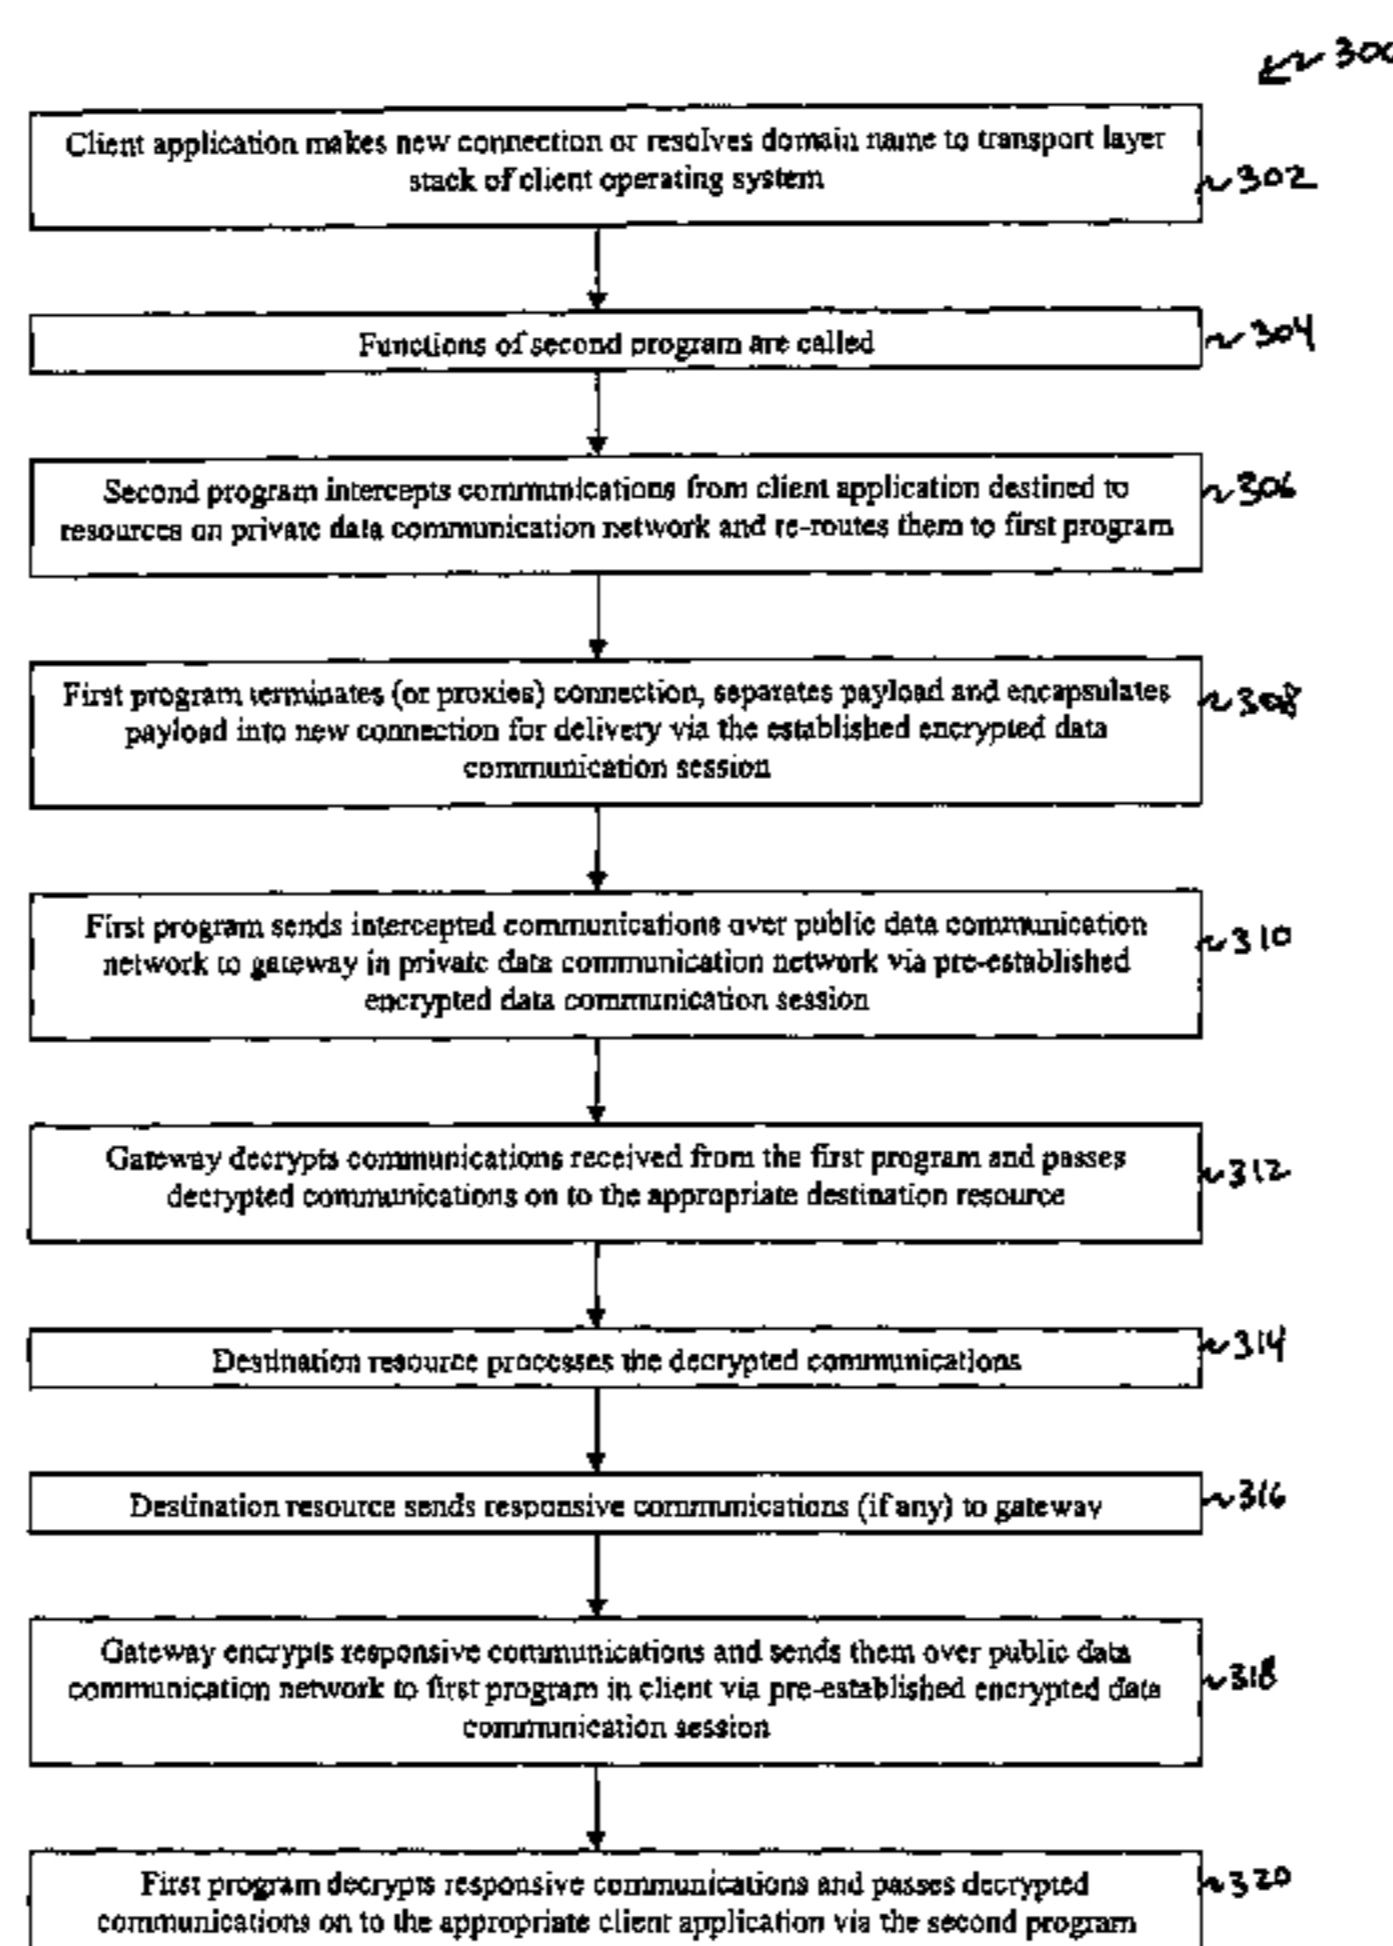 300
Client application makes new connection or resolves domain name to transport layer
stack of client operating system
302
Functions of second program are called
304
Second program intercepts communications from client application destined to
resources on private data communication network and re-routes them to first program
306
First program terminates (or proxies) connection, separates payload and encapsulates
payload into new connection for delivery via the established encrypted data
communication session
308
First program sends intercepted communications over public data communication
network to gateway in private data communication network via pre-established
encrypted data communication session
310
Gateway decrypts communications received from the first program and passes
decrypted communications on to the appropriate destination resource
312
Destination resource processes the decrypted communications
314
Destination resource sends responsive communications (if any) to gateway
316
Gateway encrypts responsive communications and sends them over public data
communication network to first program in client via pre-established encrypted data
communication session
318
First program decrypts responsive communications and passes decrypted
communications on to the appropriate client application via the second program
320